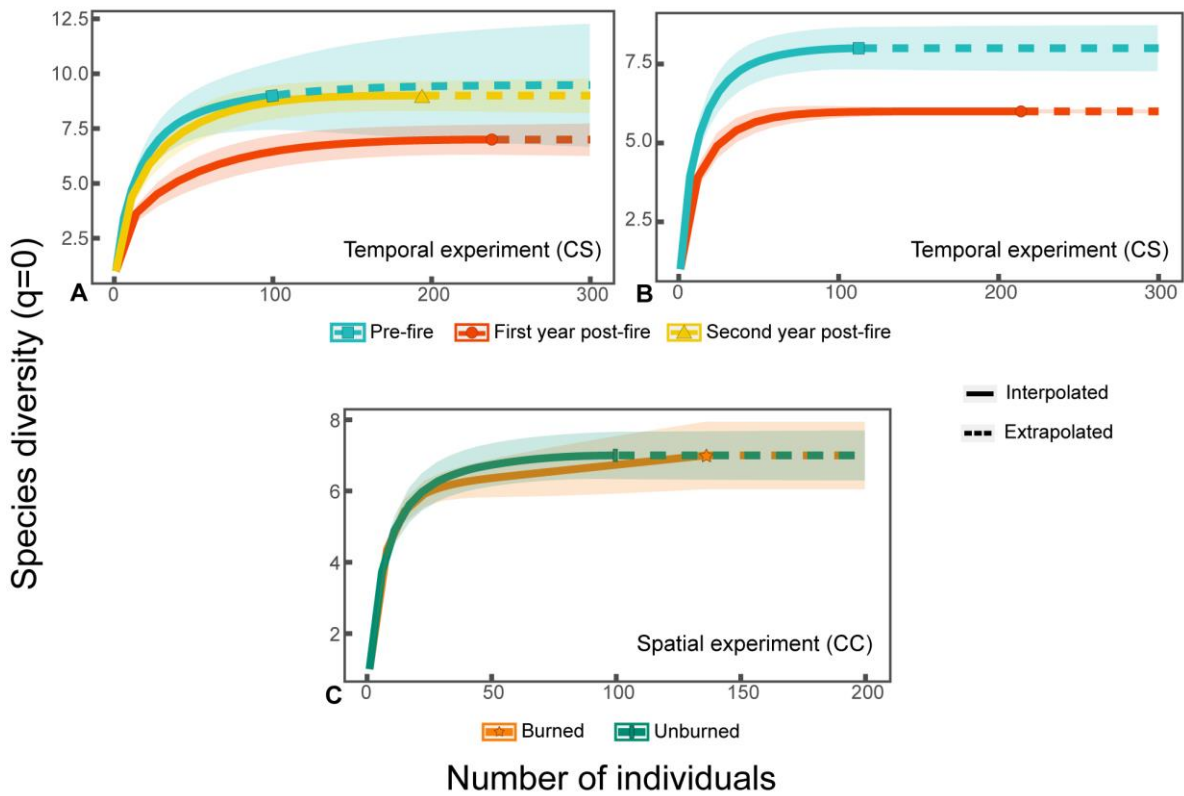 Species diversity (q=0)
12.5
10.0
7.5
5.0
2.5
Temporal experiment (CS)
A
0 100 200 300
7.5
5.0
2.5
Temporal experiment (CS)
B
0 100 200 300
Pre-fire First year post-fire Second year post-fire
Interpolated
Extrapolated
8
6
4
2
Spatial experiment (CC)
C
0 50 100 150 200
Burned Unburned
Number of individuals